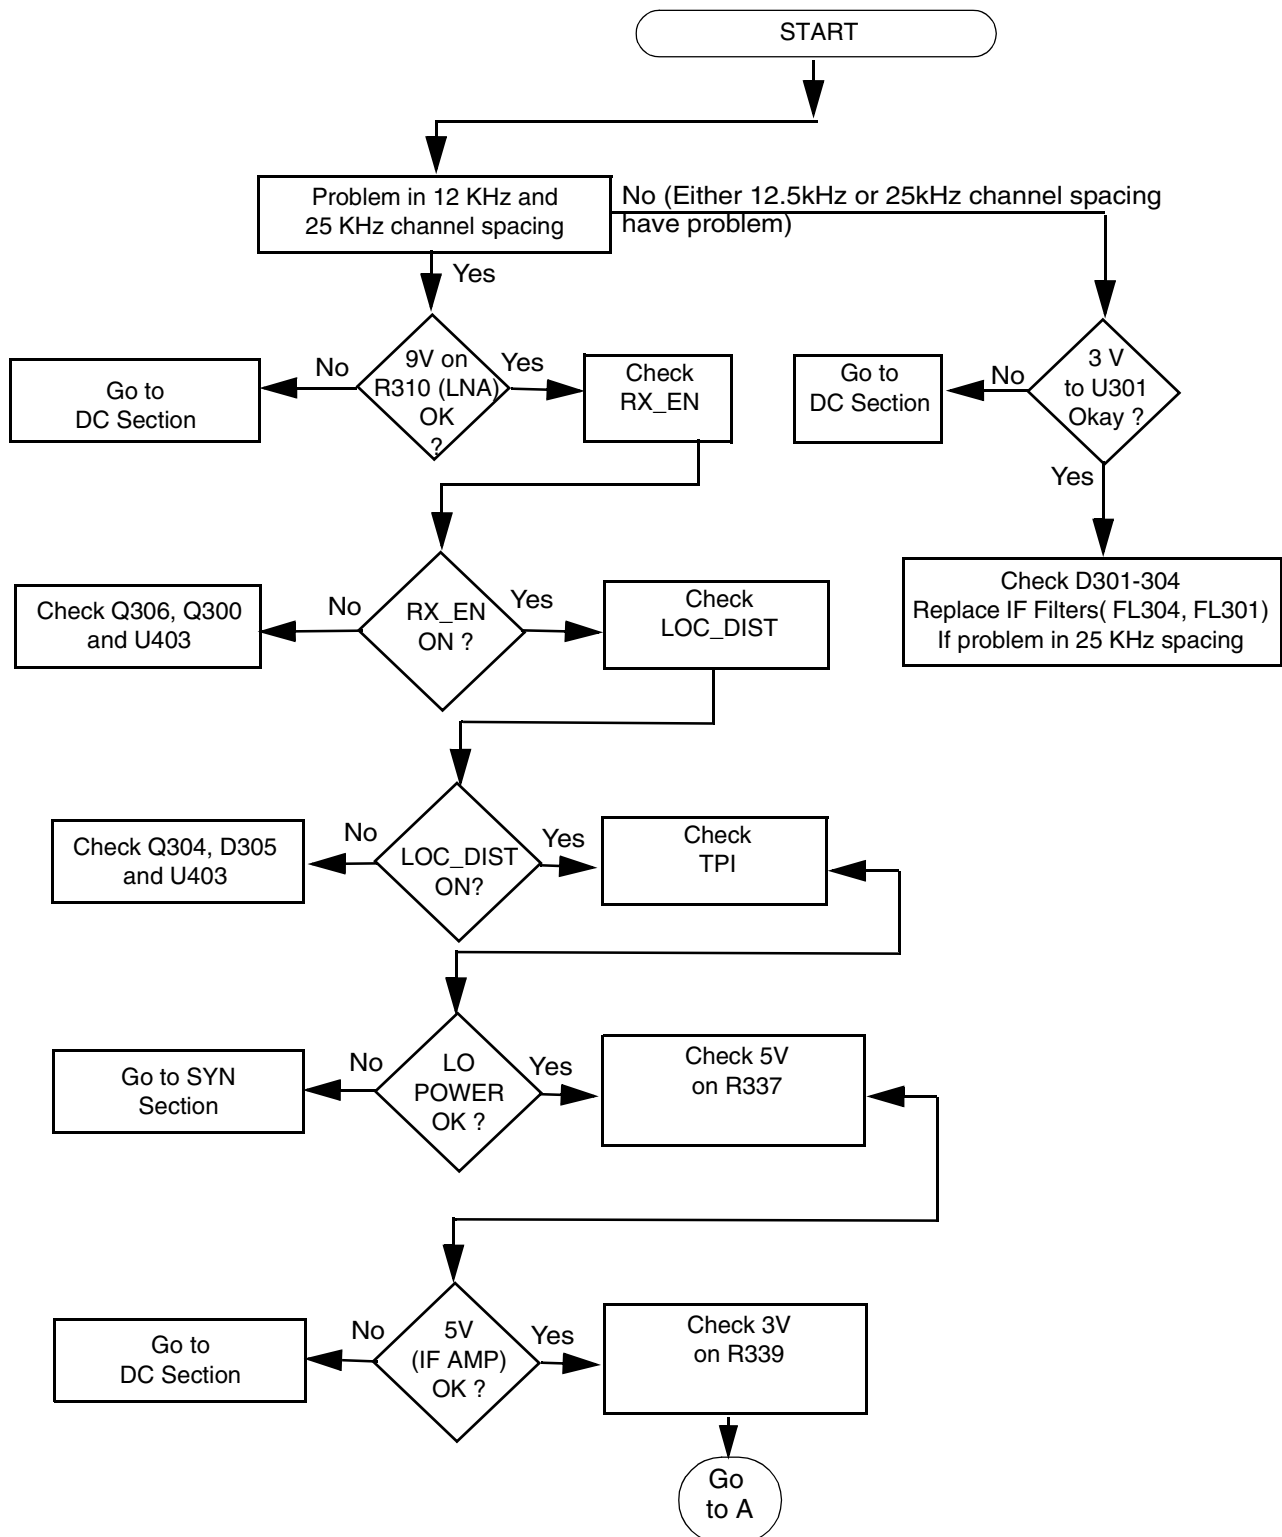 START
Problem in 12 KHz and
25 KHz channel spacing
No (Either 12.5kHz or 25kHz channel spacing
have problem)
Yes
9V on
R310 (LNA)
OK
?
No
Yes
Go to
DC Section
Check
RX_EN
Go to
DC Section
No
3 V
to U301
Okay ?
Yes
Check D301-304
Replace IF Filters( FL304, FL301)
If problem in 25 KHz spacing
RX_EN
ON ?
No
Yes
Check Q306, Q300
and U403
Check
LOC_DIST
LOC_DIST
ON?
No
Yes
Check Q304, D305
and U403
Check
TPI
LO
POWER
OK ?
No
Yes
Go to SYN
Section
Check 5V
on R337
5V
(IF AMP)
OK ?
No
Yes
Go to
DC Section
Check 3V
on R339
Go
to A